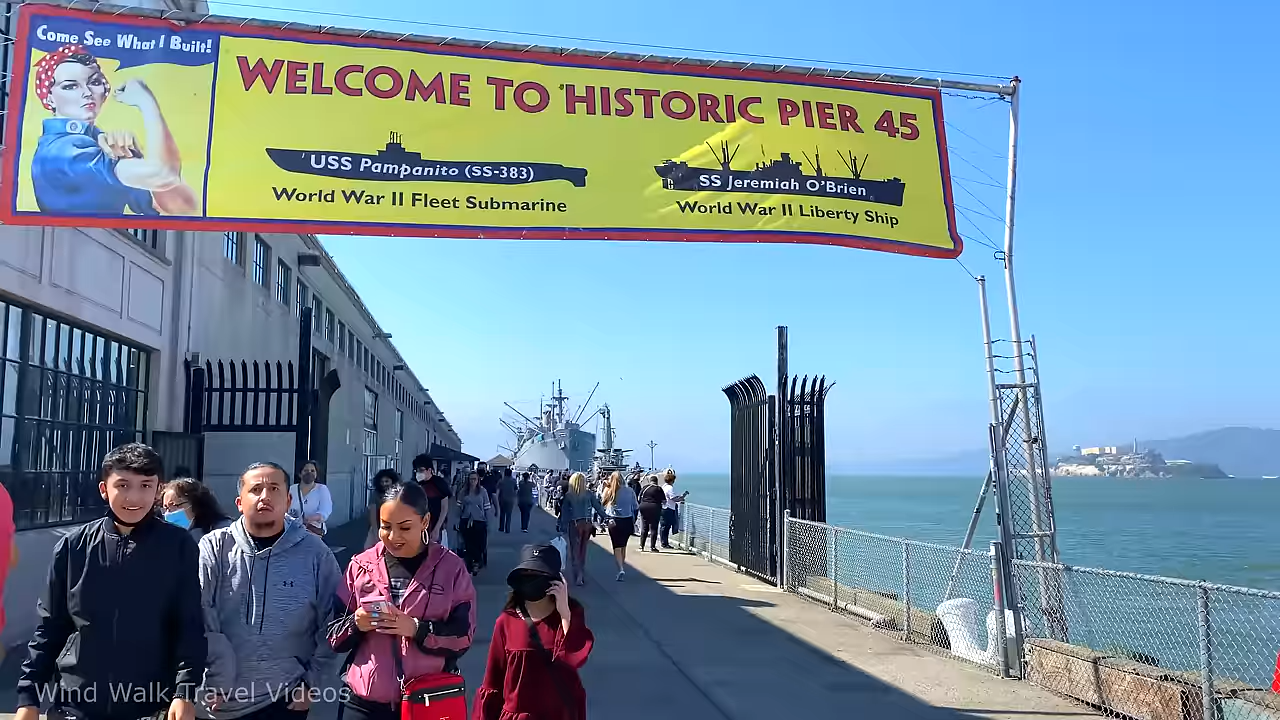 Come See What I Built!
WELCOME TO HISTORIC PIER 45
USS Pampanito (SS-383)
World War II Fleet Submarine
SS Jeremiah O'Brien
World War II Liberty Ship
Wind Walk Travel Videos